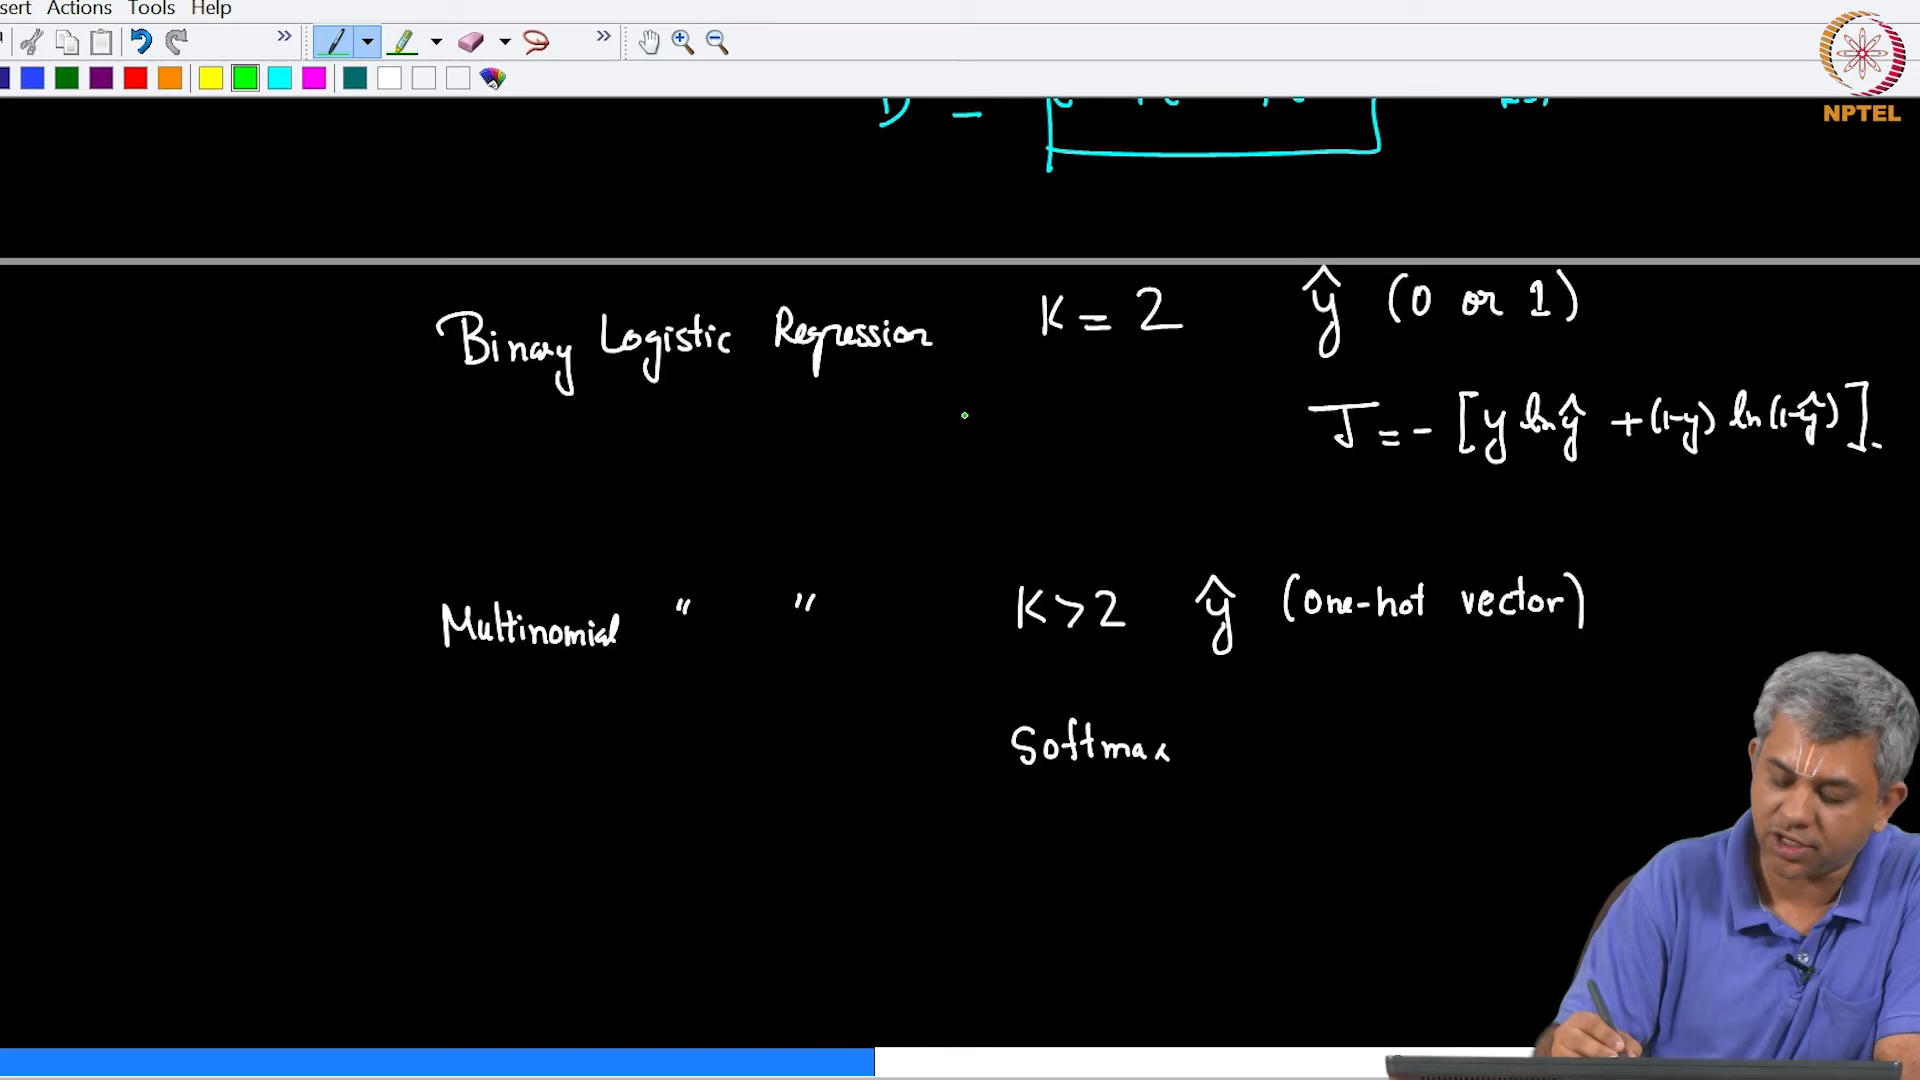 sert Actions Tools Help
NPTEL
D =
Binary Logistic Regression K = 2 ŷ (0 or 1)
J = - [y ln ŷ + (1-y) ln (1-ŷ)].
Multinomial " " K > 2 ŷ (one-hot vector)
Softmax